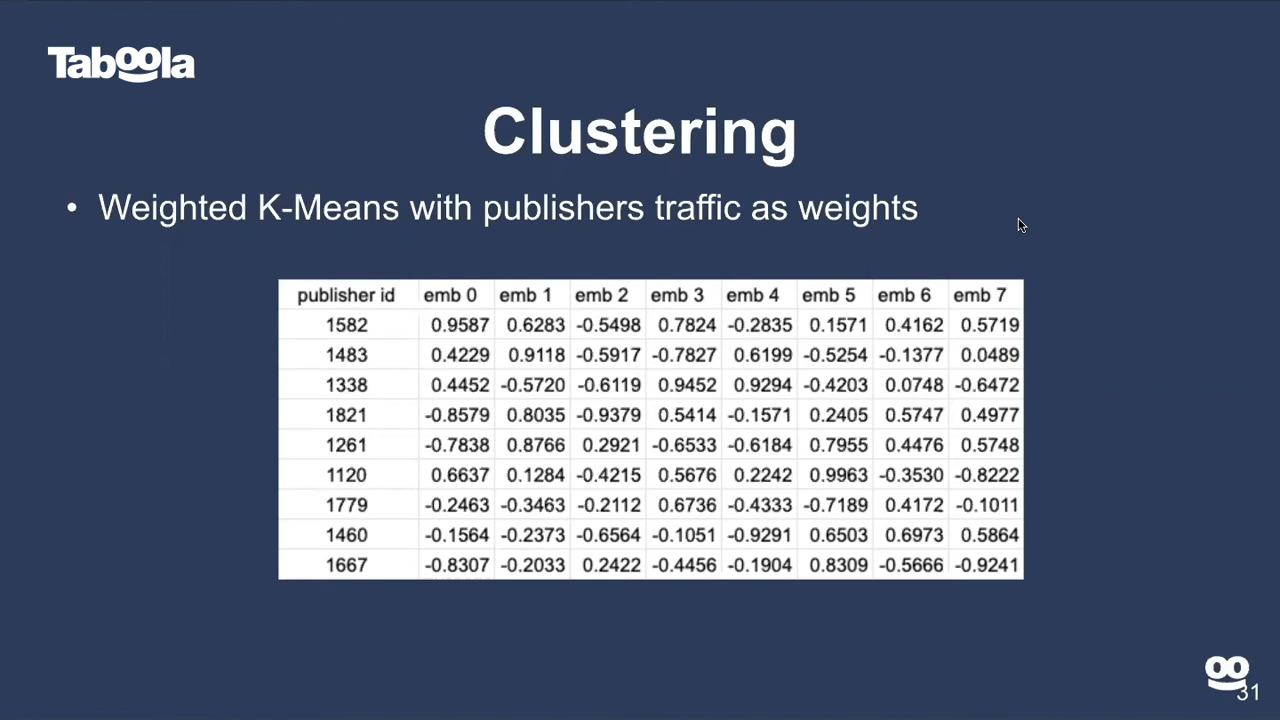 Taboola
Clustering
• Weighted K-Means with publishers traffic as weights
publisher id emb 0 emb 1 emb 2 emb 3 emb 4 emb 5 emb 6 emb 7
1582 0.9587 0.6283 -0.5498 0.7824 -0.2835 0.1571 0.4162 0.5719
1483 0.4229 0.9118 -0.5917 -0.7827 0.6199 -0.5254 -0.1377 0.0489
1338 0.4452 -0.5720 -0.6119 0.9452 0.9294 -0.4203 0.0748 -0.6472
1821 -0.8579 0.8035 -0.9379 0.5414 -0.1571 0.2405 0.5747 0.4977
1261 -0.7838 0.8766 0.2921 -0.6533 -0.6184 0.7955 0.4476 0.5748
1120 0.6637 0.1284 -0.4215 0.5676 0.2242 0.9963 -0.3530 -0.8222
1779 -0.2463 -0.3463 -0.2112 0.6736 -0.4333 -0.7189 0.4172 -0.1011
1460 -0.1564 -0.2373 -0.6564 -0.1051 -0.9291 0.6503 0.6973 0.5864
1667 -0.8307 -0.2033 0.2422 -0.4456 -0.1904 0.8309 -0.5666 -0.9241
31